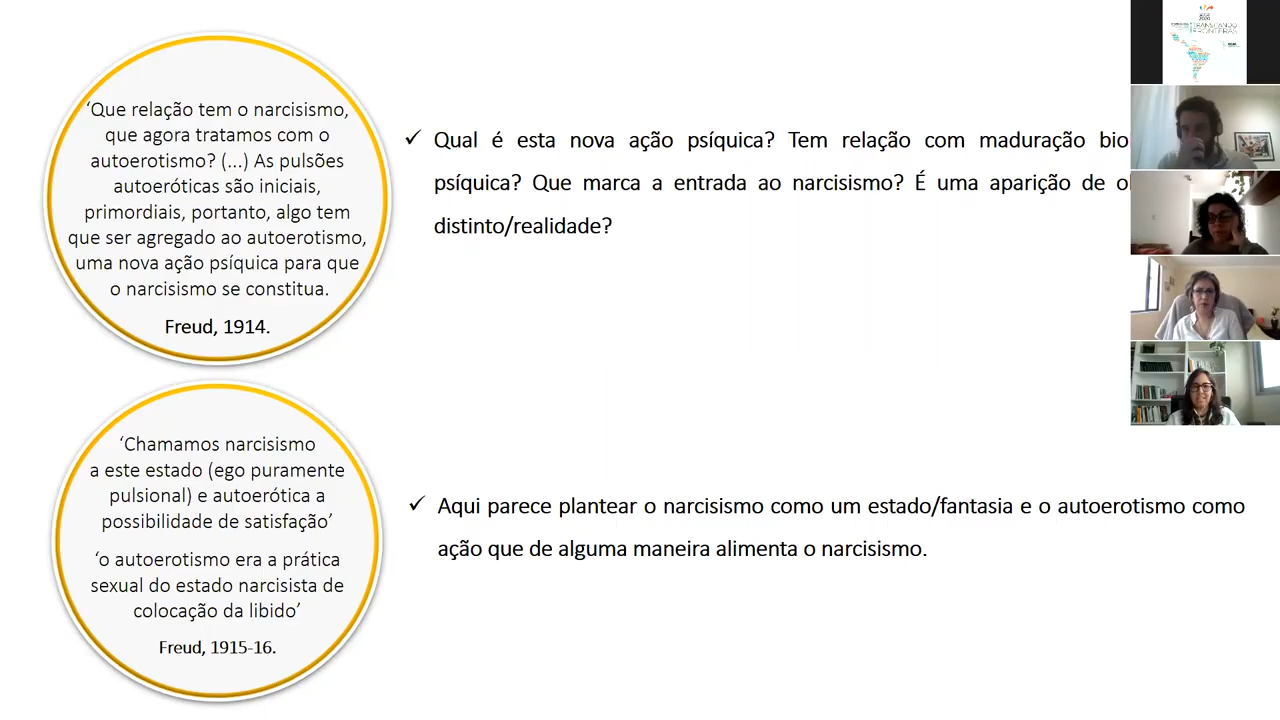 ‘Que relação tem o narcisismo,
que agora tratamos com o
autoerotismo? (...) As pulsões
autoeróticas são iniciais,
primordiais, portanto, algo tem
que ser agregado ao autoerotismo,
uma nova ação psíquica para que
o narcisismo se constitua.
Freud, 1914.
Qual é esta nova ação psíquica? Tem relação com maduração bio
psíquica? Que marca a entrada ao narcisismo? É uma aparição de
distinto/realidade?
‘Chamamos narcisismo
a este estado (ego puramente
pulsional) e autoerótica a
possibilidade de satisfação’
‘o autoerotismo era a prática
sexual do estado narcisista de
colocação da libido’
Freud, 1915-16.
Aqui parece plantear o narcisismo como um estado/fantasia e o autoerotismo como
ação que de alguma maneira alimenta o narcisismo.
TRANSITANDO
FRONTEIRAS